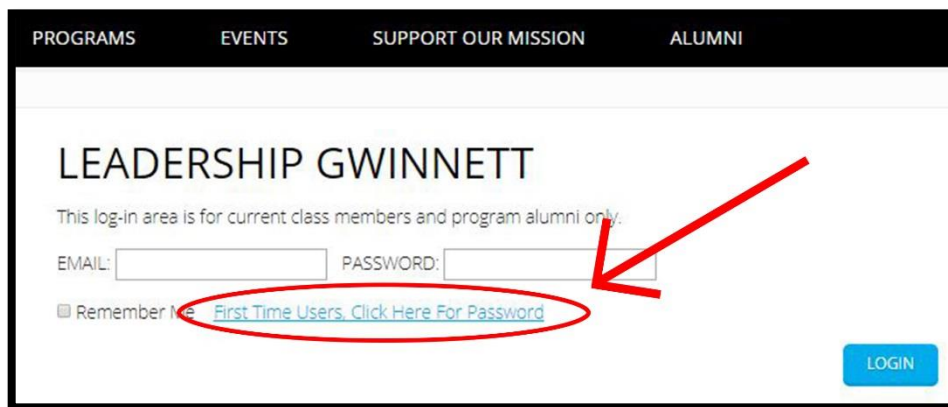 PROGRAMS EVENTS SUPPORT OUR MISSION ALUMNI
LEADERSHIP GWINNETT
This log-in area is for current class members and program alumni only.
EMAIL: PASSWORD:
Remember Me First Time Users, Click Here For Password
LOGIN